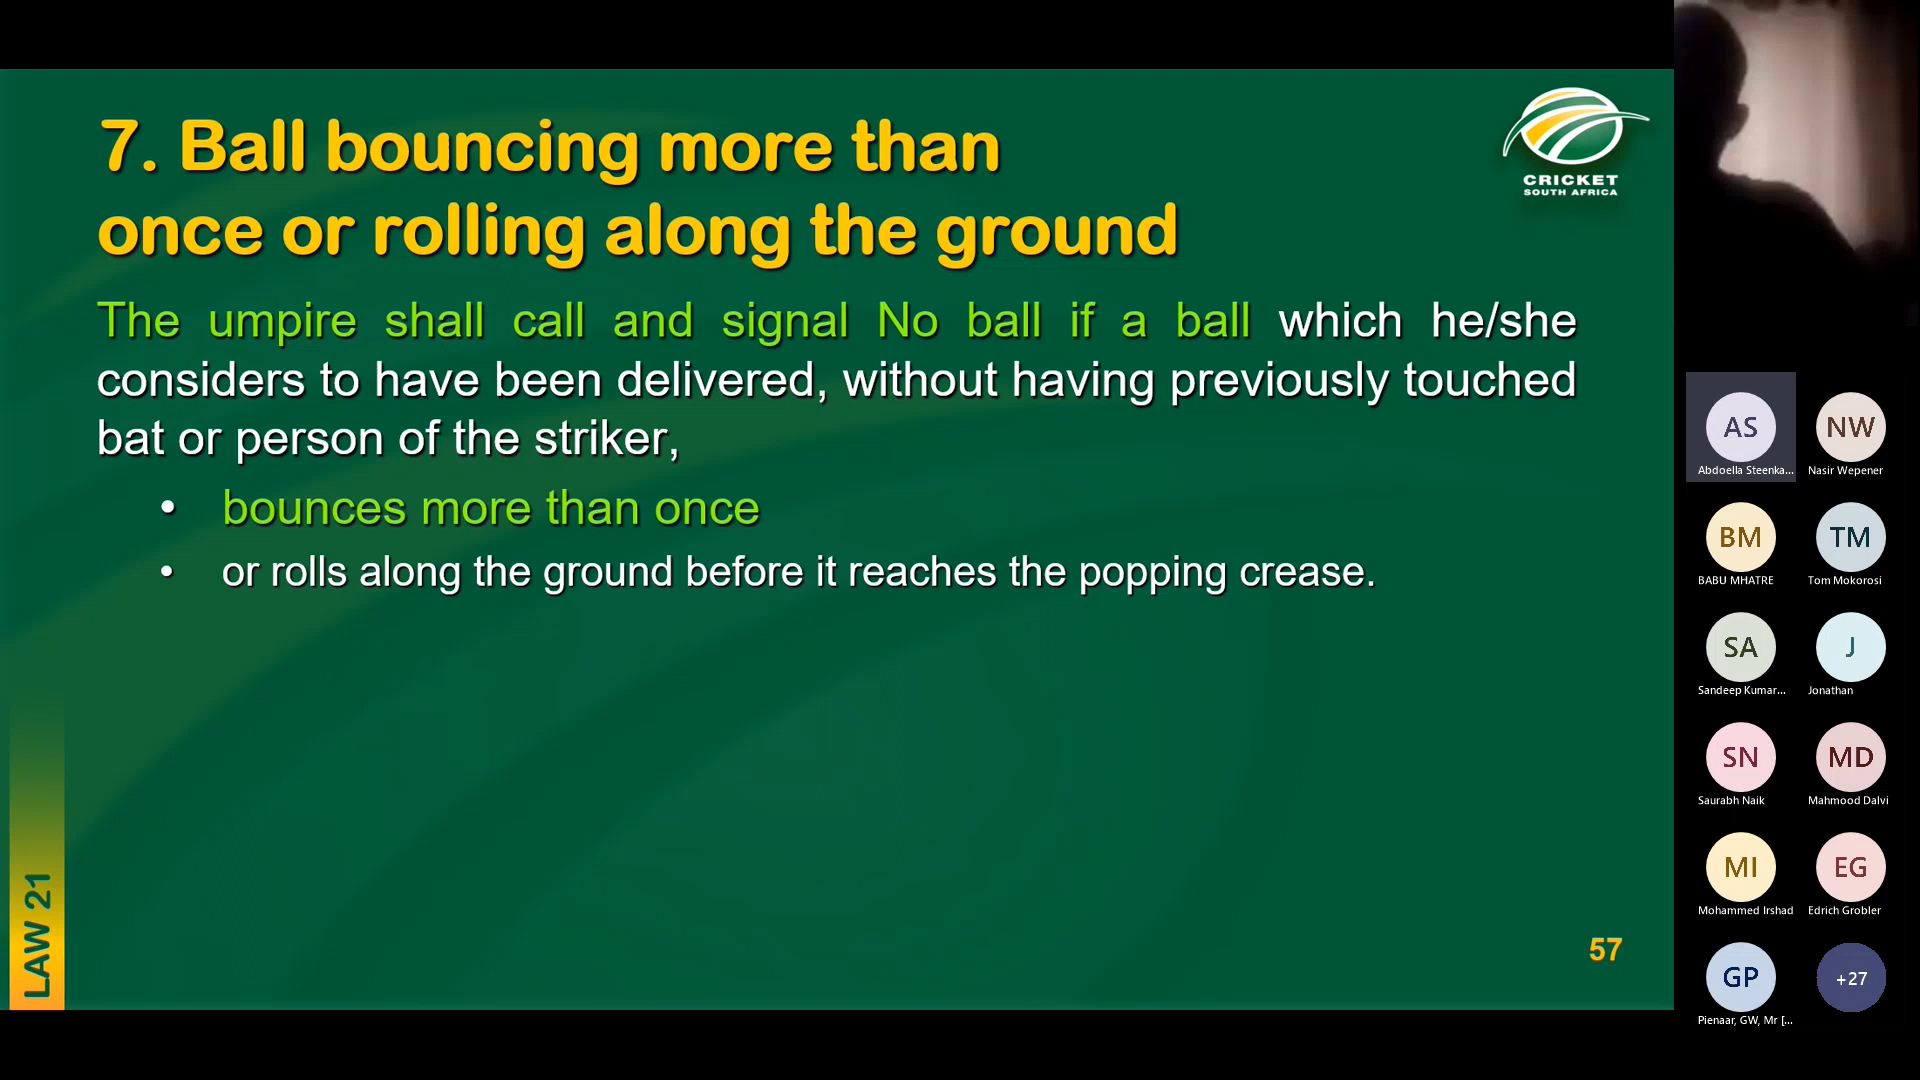 7. Ball bouncing more than
once or rolling along the ground
CRICKET
SOUTH AFRICA
The umpire shall call and signal No ball if a ball which he/she
considers to have been delivered, without having previously touched
bat or person of the striker,
• bounces more than once
• or rolls along the ground before it reaches the popping crease.
LAW 21
57
AS
Abdoella Steenka...
NW
Nasir Wepener
BM
BABU MHATRE
TM
Tom Mokorosi
SA
Sandeep Kumar...
J
Jonathan
SN
Saurabh Naik
MD
Mahmood Dalvi
MI
Mohammed Irshad
EG
Edrich Grobler
GP
Pienaar, GW, Mr [...
+27